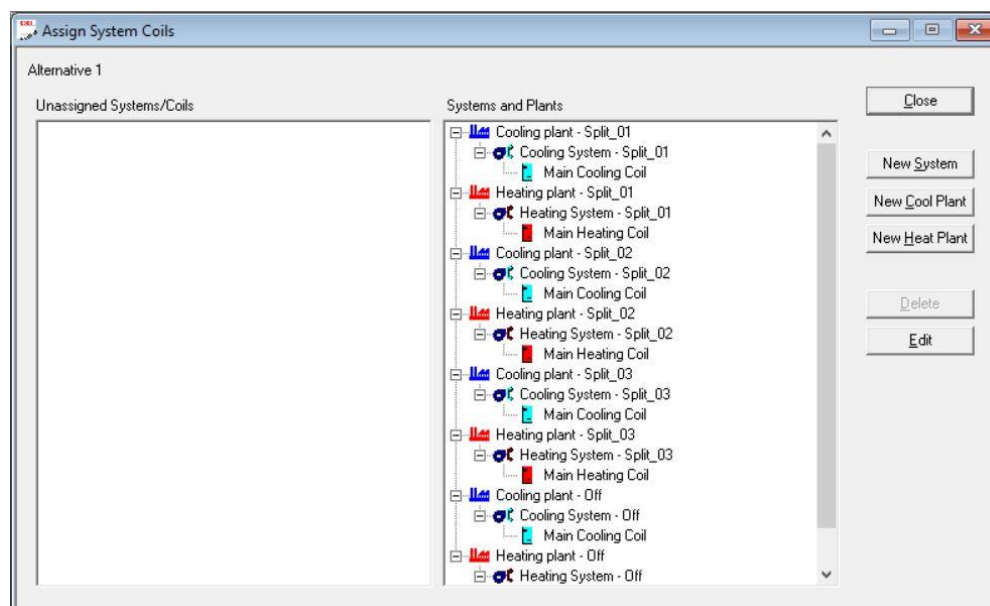 Assign System Coils
Alternative 1
Unassigned Systems/Coils
Systems and Plants
Cooling plant - Split_01
Cooling System - Split_01
Main Cooling Coil
Heating plant - Split_01
Heating System - Split_01
Main Heating Coil
Cooling plant - Split_02
Cooling System - Split_02
Main Cooling Coil
Heating plant - Split_02
Heating System - Split_02
Main Heating Coil
Cooling plant - Split_03
Cooling System - Split_03
Main Cooling Coil
Heating plant - Split_03
Heating System - Split_03
Main Heating Coil
Cooling plant - Off
Cooling System - Off
Main Cooling Coil
Heating plant - Off
Heating System - Off
Close
New System
New Cool Plant
New Heat Plant
Delete
Edit